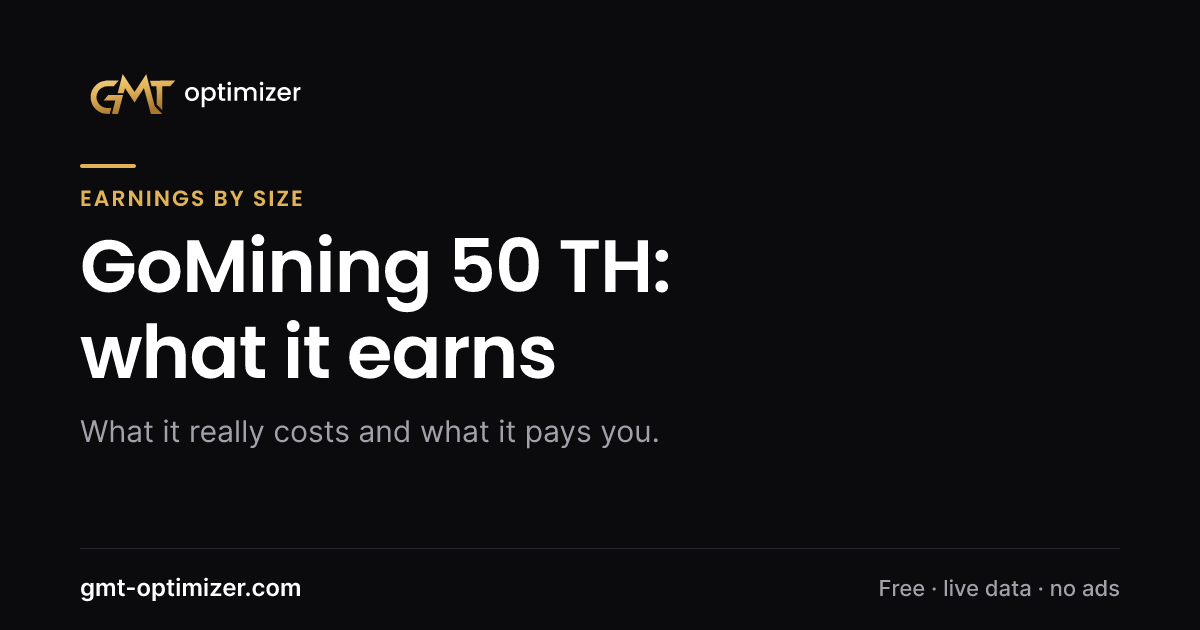 GMT optimizer
EARNINGS BY SIZE
GoMining 50 TH:
what it earns
What it really costs and what it pays you.
gmt-optimizer.com
Free · live data · no ads